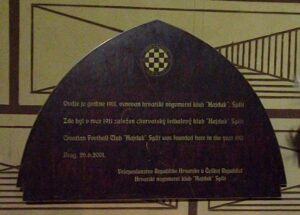 Ovdje je godine 1911. osnovan hrvatski nogometni klub "Hajduk", Split
Zde byl v roce 1911 založen chorvatský fotbalový klub "Hajduk" Split
Croatian Football Club "Hajduk" Split was founded here in the year 1911
Prag, 26.6.2001.
Veleposlanstvo Republike Hrvatske u Češkoj Republici
Hrvatski nogometni klub "Hajduk" Split